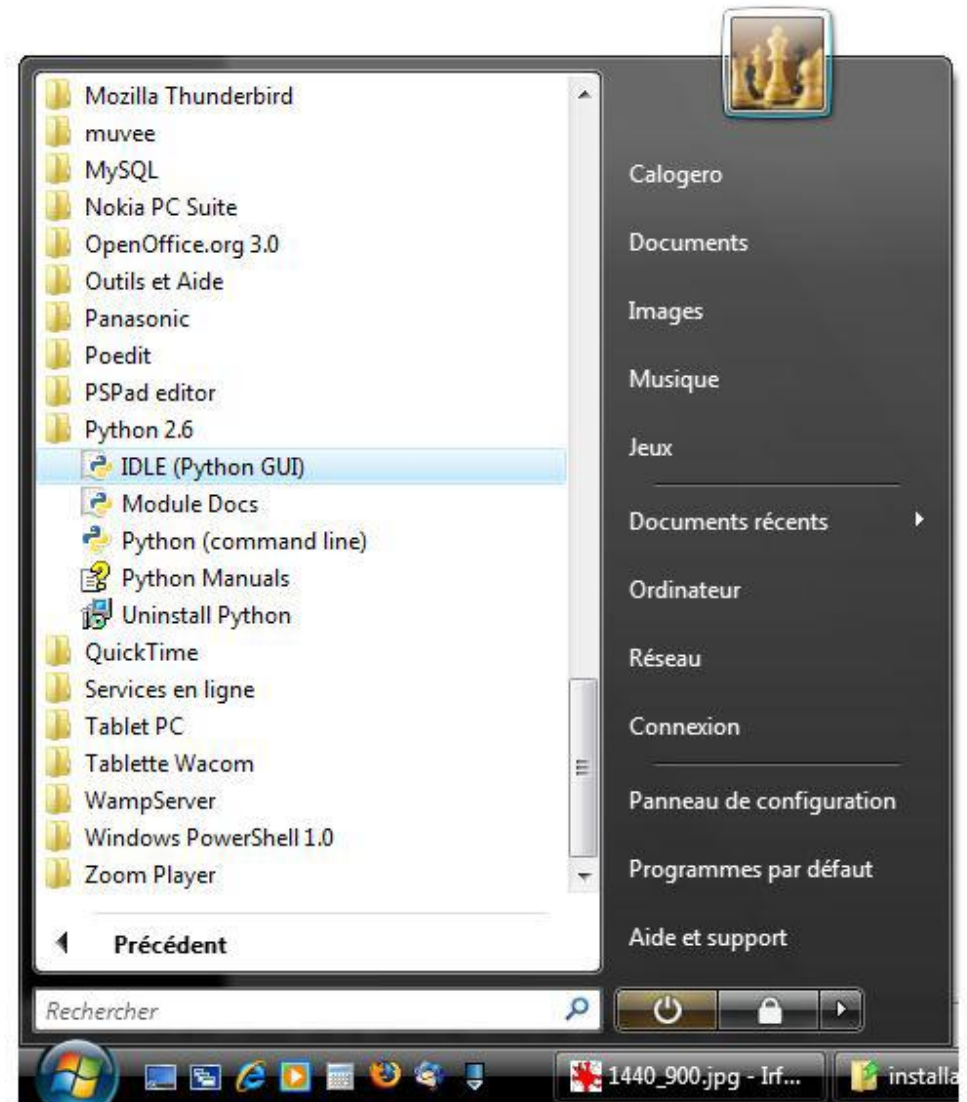 Mozilla Thunderbird
muvee
MySQL
Nokia PC Suite
OpenOffice.org 3.0
Outils et Aide
Panasonic
Poedit
PSPad editor
Python 2.6
IDLE (Python GUI)
Module Docs
Python (command line)
Python Manuals
Uninstall Python
QuickTime
Services en ligne
Tablet PC
Tablette Wacom
WampServer
Windows PowerShell 1.0
Zoom Player
Précédent
Rechercher
Calogero
Documents
Images
Musique
Jeux
Documents récents
Ordinateur
Réseau
Connexion
Panneau de configuration
Programmes par défaut
Aide et support
1440_900.jpg - Irf...
installa